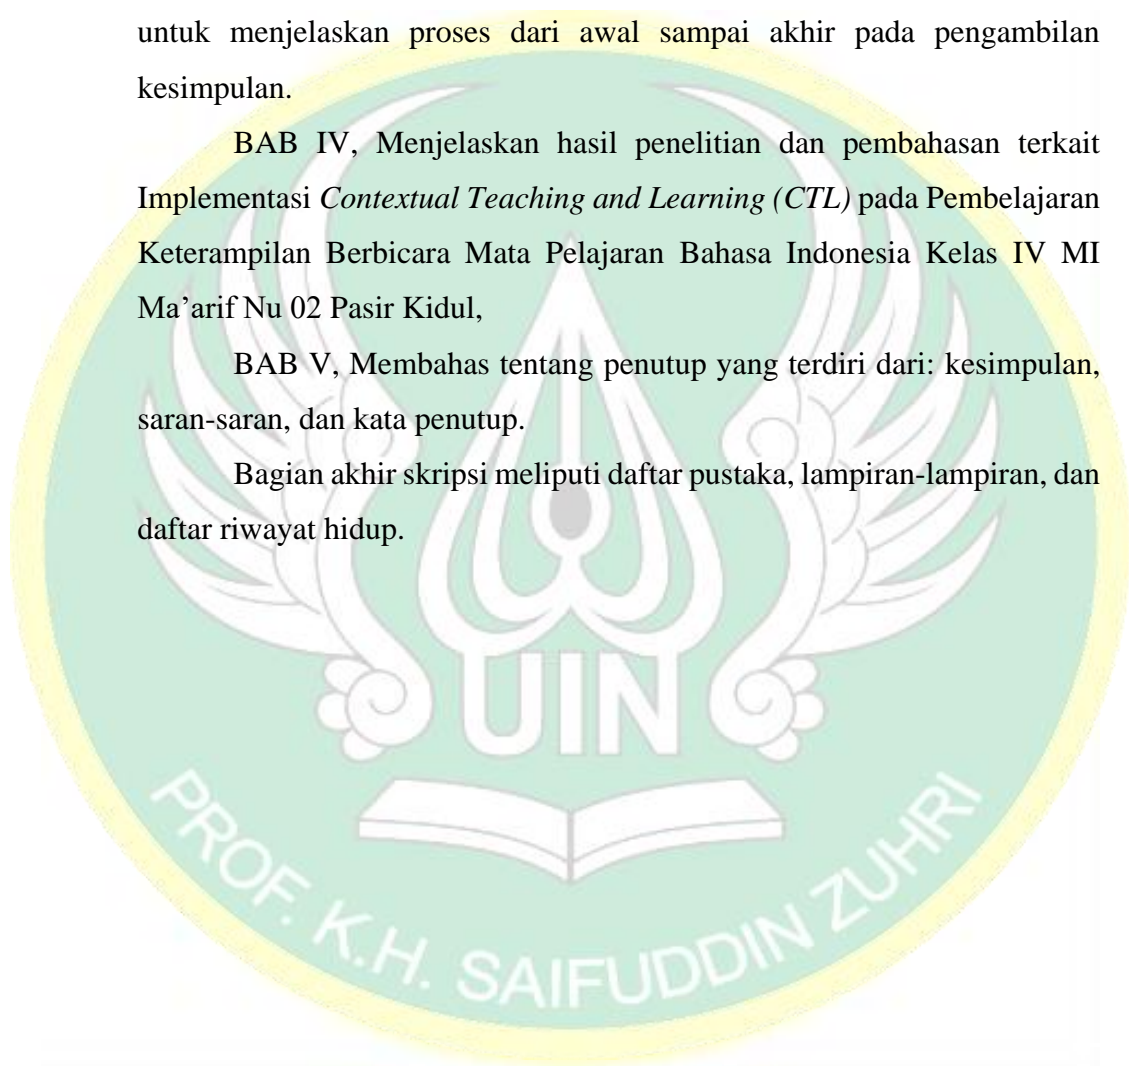 untuk menjelaskan proses dari awal sampai akhir pada pengambilan
kesimpulan.
BAB IV, Menjelaskan hasil penelitian dan pembahasan terkait
Implementasi Contextual Teaching and Learning (CTL) pada Pembelajaran
Keterampilan Berbicara Mata Pelajaran Bahasa Indonesia Kelas IV MI
Ma’arif Nu 02 Pasir Kidul,
BAB V, Membahas tentang penutup yang terdiri dari: kesimpulan,
saran-saran, dan kata penutup.
Bagian akhir skripsi meliputi daftar pustaka, lampiran-lampiran, dan
daftar riwayat hidup.
UIN
PROF. K.H. SAIFUDDIN ZUHRI